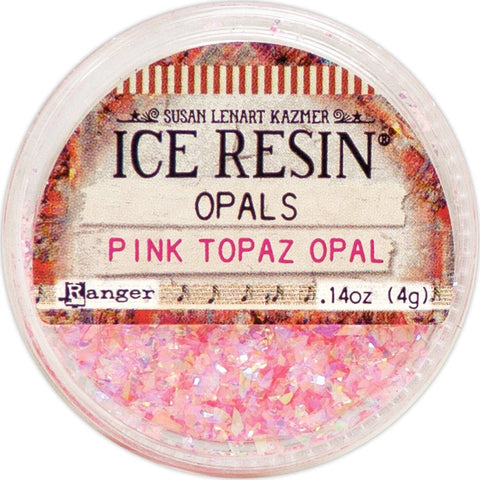 SUSAN LENART KAZMER
ICE RESIN®
OPALS
PINK TOPAZ OPAL
Ranger
.14oz (4g)